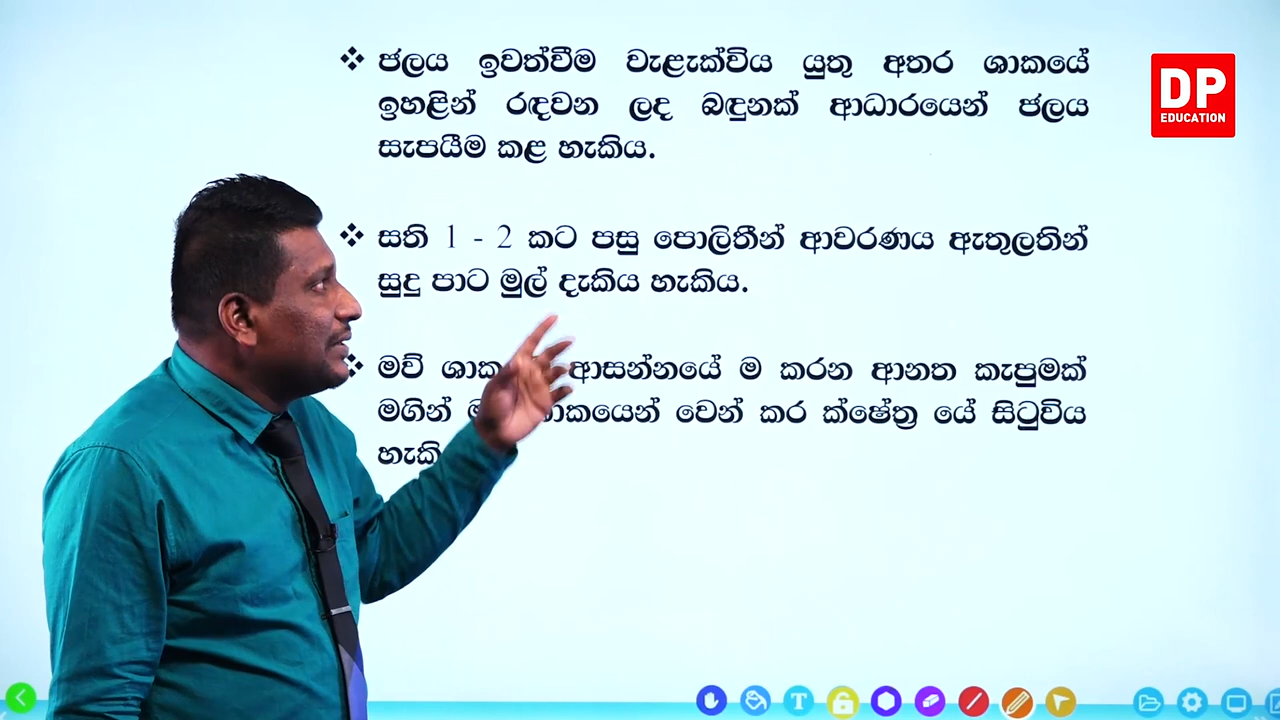 ❖ ජලය ඉවත්වීම වැළැක්විය යුතු අතර ශාකයේ
ඉහළින් රඳවන ලද බඳුනක් ආධාරයෙන් ජලය
සැපයීම කළ හැකිය.
❖ සති 1 - 2 කට පසු පොලිතීන් ආවරණය ඇතුලතින්
සුදු පාට මුල් දැකිය හැකිය.
❖ මව් ආසන්නයේ ම කරන ආනත කැපුමක්
මගින් වෙන් කර ක්ෂේත්‍ර යේ සිටුවිය
DP
EDUCATION